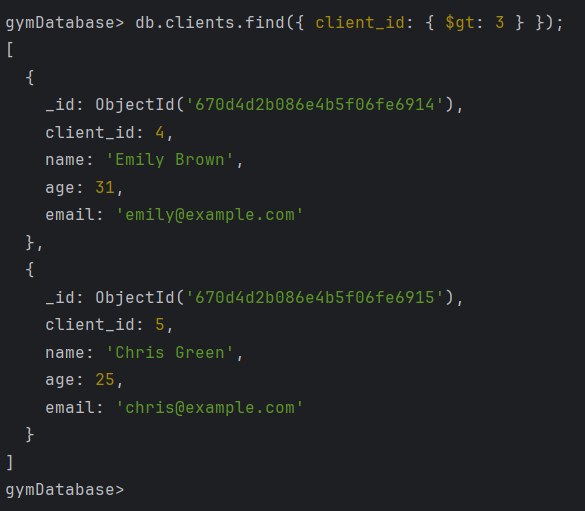 gymDatabase> db.clients.find({ client_id: { $gt: 3 } });
[
  {
    _id: ObjectId('670d4d2b086e4b5f06fe6914'),
    client_id: 4,
    name: 'Emily Brown',
    age: 31,
    email: 'emily@example.com'
  },
  {
    _id: ObjectId('670d4d2b086e4b5f06fe6915'),
    client_id: 5,
    name: 'Chris Green',
    age: 25,
    email: 'chris@example.com'
  }
]
gymDatabase>